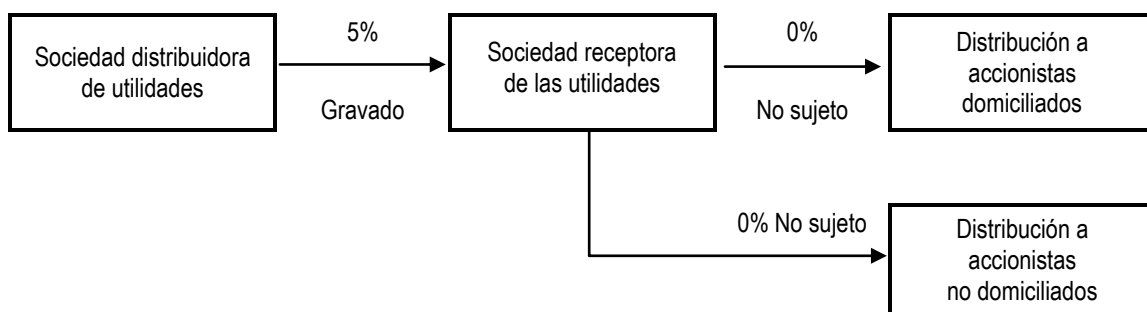 Sociedad distribuidora
de utilidades
5%
Gravado
Sociedad receptora
de las utilidades
0%
No sujeto
Distribución a
accionistas
domiciliados
0% No sujeto
Distribución a
accionistas
no domiciliados